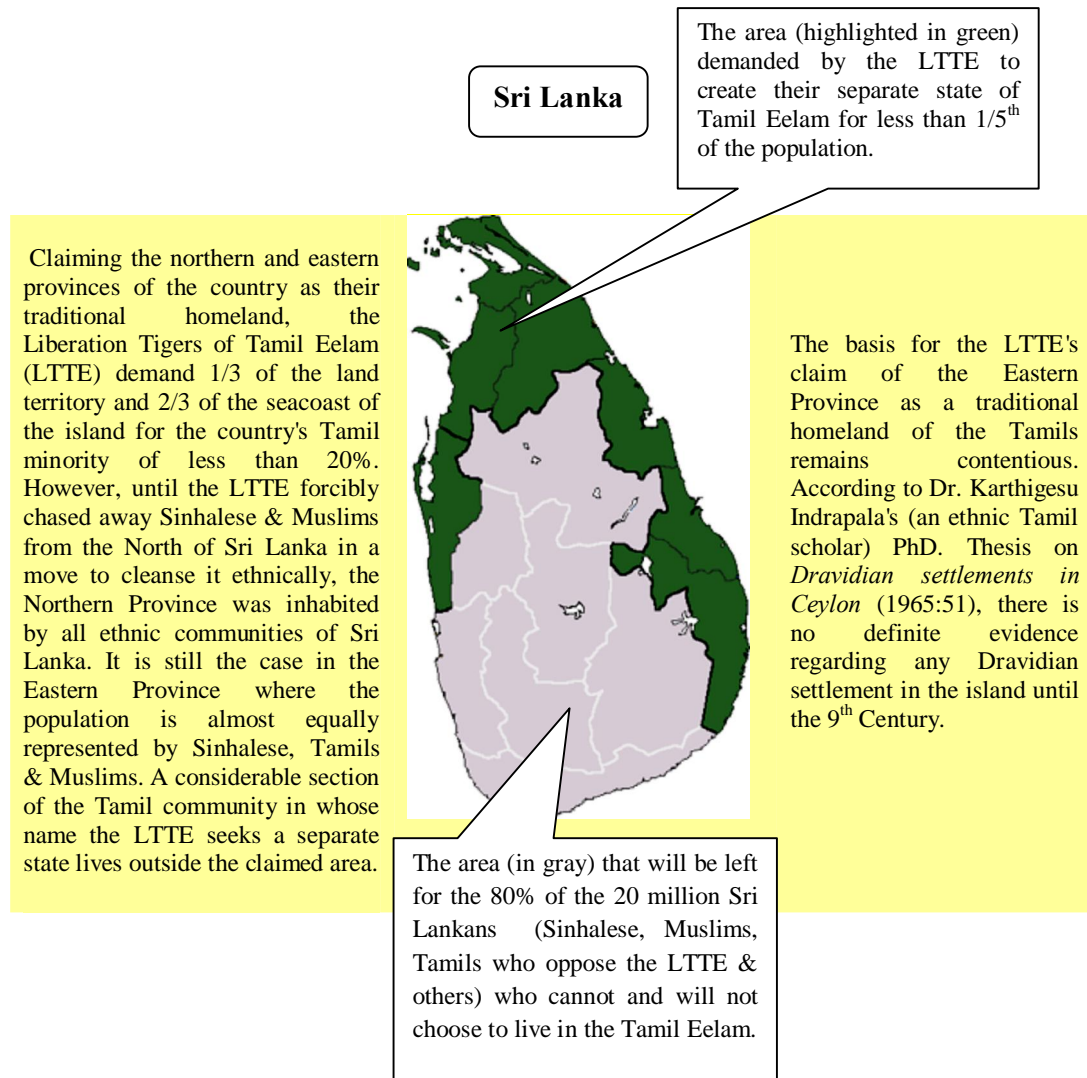 Sri Lanka
The area (highlighted in green)
demanded by the LTTE to
create their separate state of
Tamil Eelam for less than 1/5th
of the population.
Claiming the northern and eastern
provinces of the country as their
traditional homeland, the
Liberation Tigers of Tamil Eelam
(LTTE) demand 1/3 of the land
territory and 2/3 of the seacoast of
the island for the country's Tamil
minority of less than 20%.
However, until the LTTE forcibly
chased away Sinhalese & Muslims
from the North of Sri Lanka in a
move to cleanse it ethnically, the
Northern Province was inhabited
by all ethnic communities of Sri
Lanka. It is still the case in the
Eastern Province where the
population is almost equally
represented by Sinhalese, Tamils
& Muslims. A considerable section
of the Tamil community in whose
name the LTTE seeks a separate
state lives outside the claimed area.
The basis for the LTTE's
claim of the Eastern
Province as a traditional
homeland of the Tamils
remains contentious.
According to Dr. Karthigesu
Indrapala's (an ethnic Tamil
scholar) PhD. Thesis on
Dravidian settlements in
Ceylon (1965:51), there is
no definite evidence
regarding any Dravidian
settlement in the island until
the 9th Century.
The area (in gray) that will be left
for the 80% of the 20 million Sri
Lankans (Sinhalese, Muslims,
Tamils who oppose the LTTE &
others) who cannot and will not
choose to live in the Tamil Eelam.